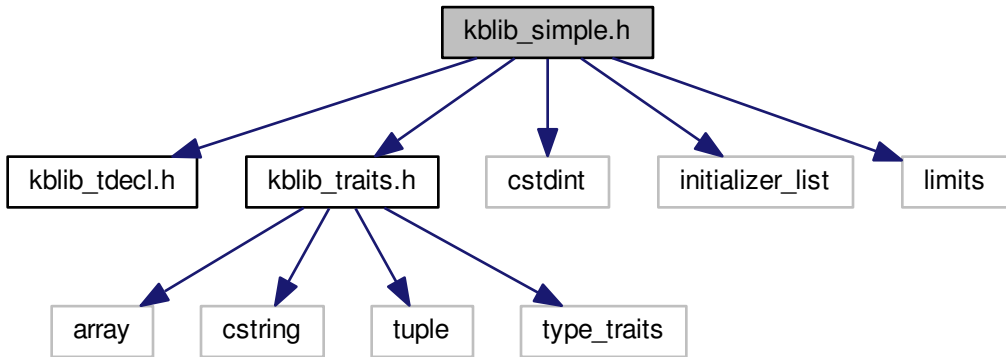 kblib_simple.h
kblib_tdecl.h
kblib_traits.h
cstdint
initializer_list
limits
array
cstring
tuple
type_traits